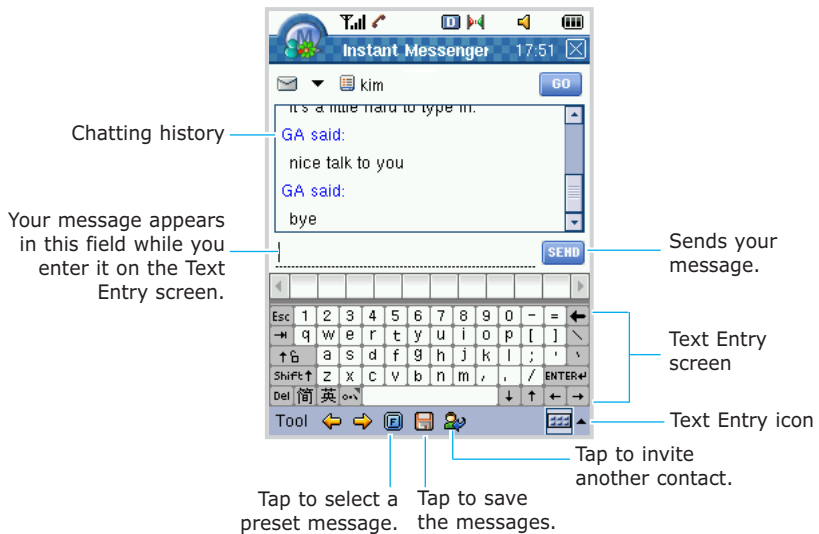 Instant Messenger 17:51
kim GO
it's a little hard to type in.
Chatting history
GA said:
nice talk to you
GA said:
bye
Your message appears
in this field while you
enter it on the Text
Entry screen.
SEND
Sends your
message.
Esc 1 2 3 4 5 6 7 8 9 0 - =
q w e r t y u i o p [ ] \
a s d f g h j k l ; '
Shift z x c v b n m , . / ENTER
Del 简 英
Text Entry
screen
Tool F
Text Entry icon
Tap to invite
another contact.
Tap to select a
preset message.
Tap to save
the messages.